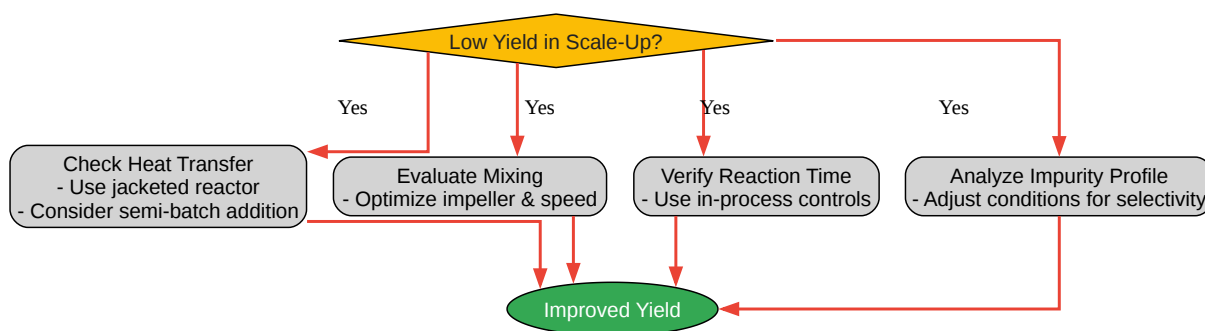 Low Yield in Scale-Up?
Yes
Yes
Yes
Yes
Check Heat Transfer
- Use jacketed reactor
- Consider semi-batch addition
Evaluate Mixing
- Optimize impeller & speed
Verify Reaction Time
- Use in-process controls
Analyze Impurity Profile
- Adjust conditions for selectivity
Improved Yield